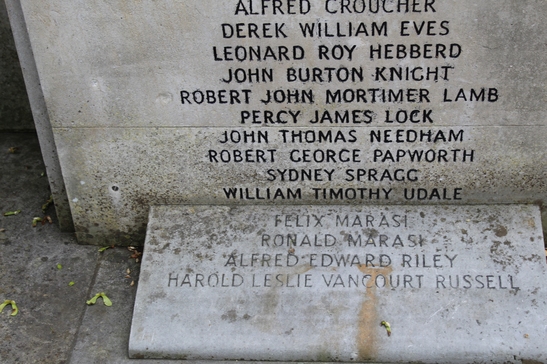 ALFRED CROUCHER
DEREK WILLIAM EVES
LEONARD ROY HEBBERD
JOHN BURTON KNIGHT
ROBERT JOHN MORTIMER LAMB
PERCY JAMES LOCK
JOHN THOMAS NEEDHAM
ROBERT GEORGE PAPWORTH
SYDNEY SPRAGG
WILLIAM TIMOTHY UDALE
FELIX MARASI
RONALD MARASI
ALFRED EDWARD RILEY
HAROLD LESLIE VANCOURT RUSSELL